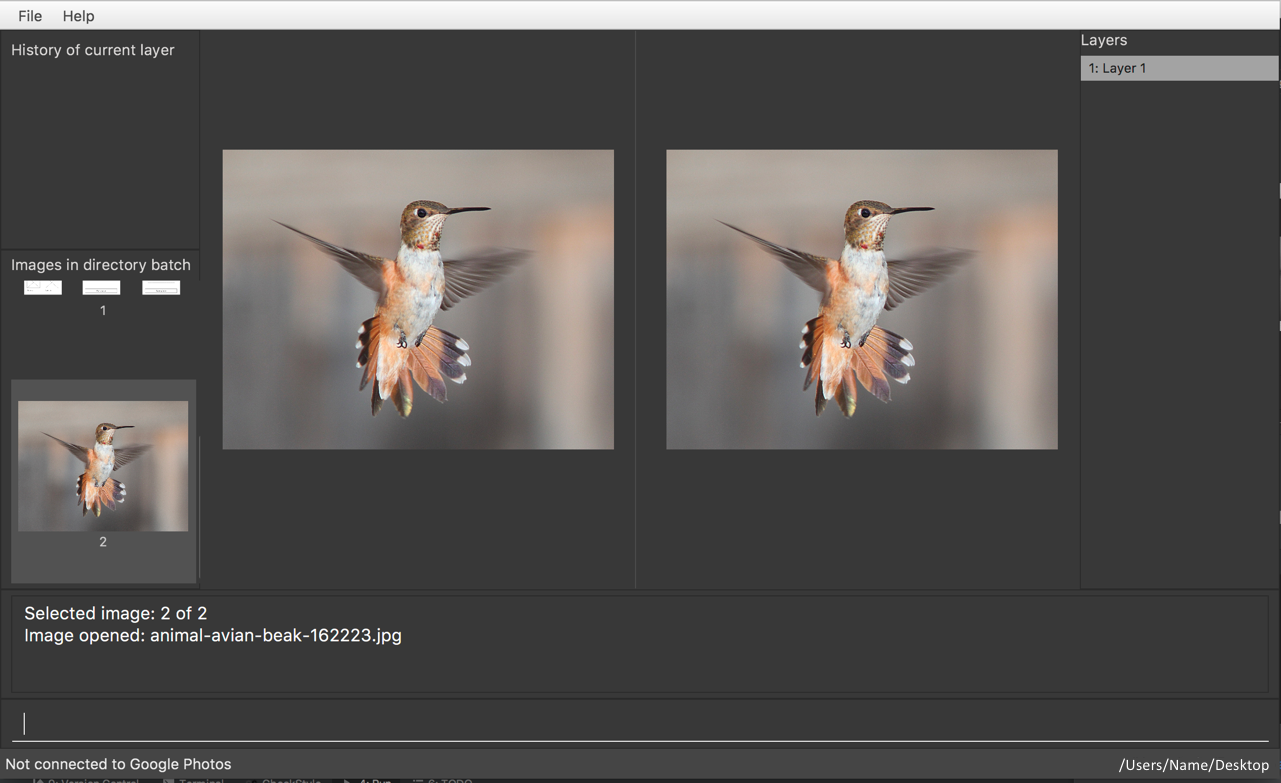 File Help
History of current layer
Layers
1: Layer 1
Images in directory batch
1
2
Selected image: 2 of 2
Image opened: animal-avian-beak-162223.jpg
Not connected to Google Photos
/Users/Name/Desktop